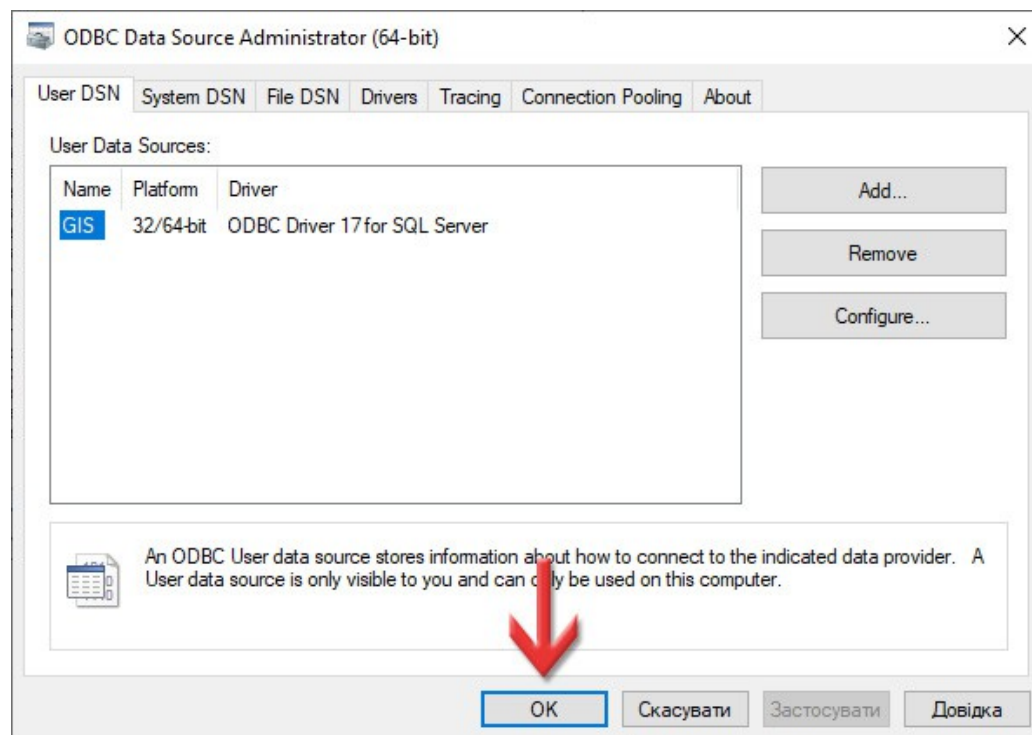 ODBC Data Source Administrator (64-bit)
User DSN System DSN File DSN Drivers Tracing Connection Pooling About
User Data Sources:
Name Platform Driver
GIS 32/64-bit ODBC Driver 17 for SQL Server
Add...
Remove
Configure...
An ODBC User data source stores information about how to connect to the indicated data provider. A
User data source is only visible to you and can only be used on this computer.
OK Скасувати Застосувати Довідка